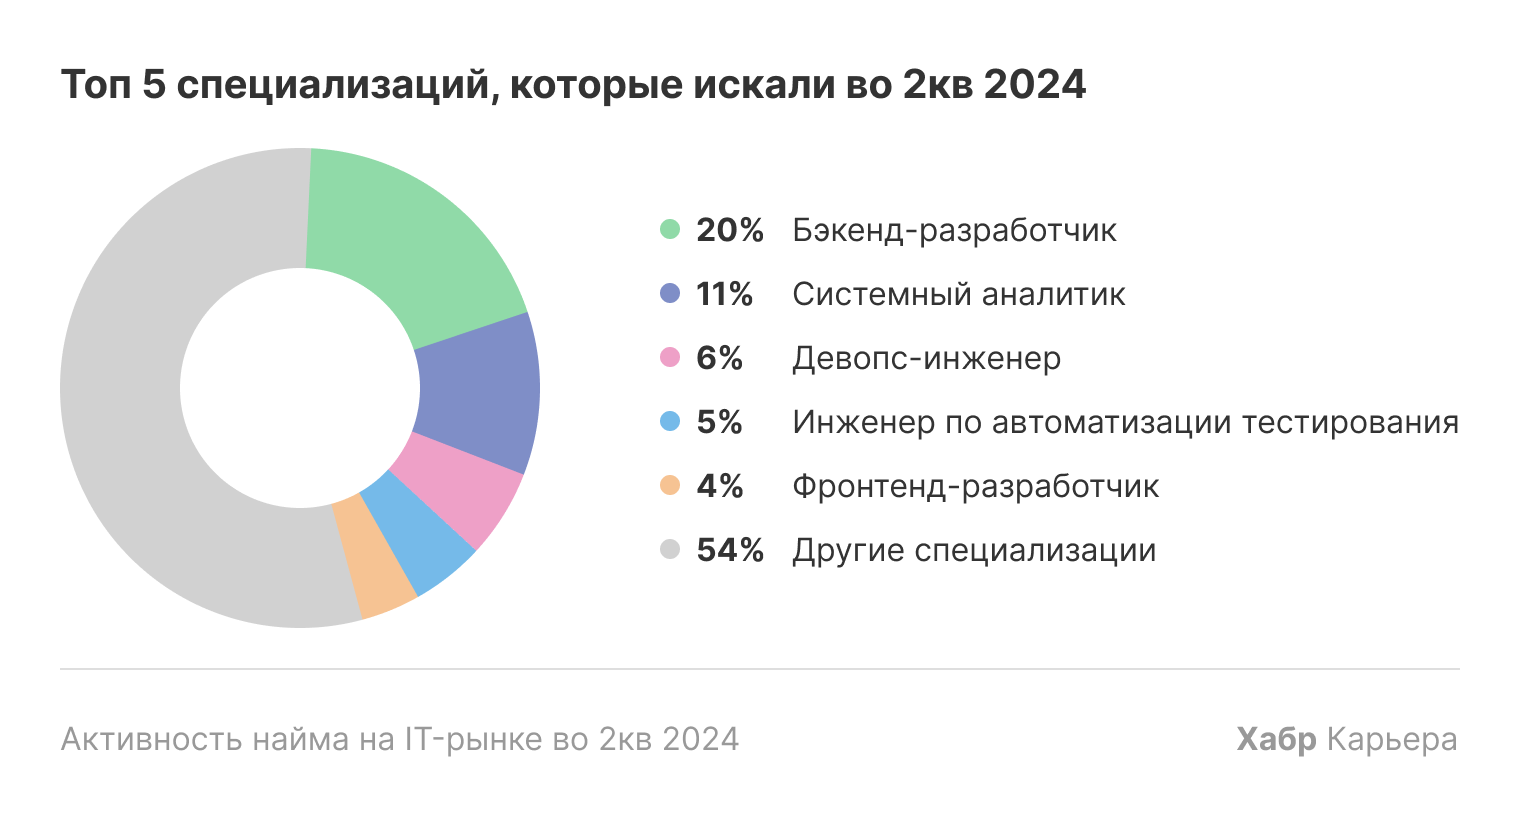 Топ 5 специализаций, которые искали во 2кв 2024
20% Бэкенд-разработчик
11% Системный аналитик
6% Девопс-инженер
5% Инженер по автоматизации тестирования
4% Фронтенд-разработчик
54% Другие специализации
Активность найма на IT-рынке во 2кв 2024
Хабр Карьера